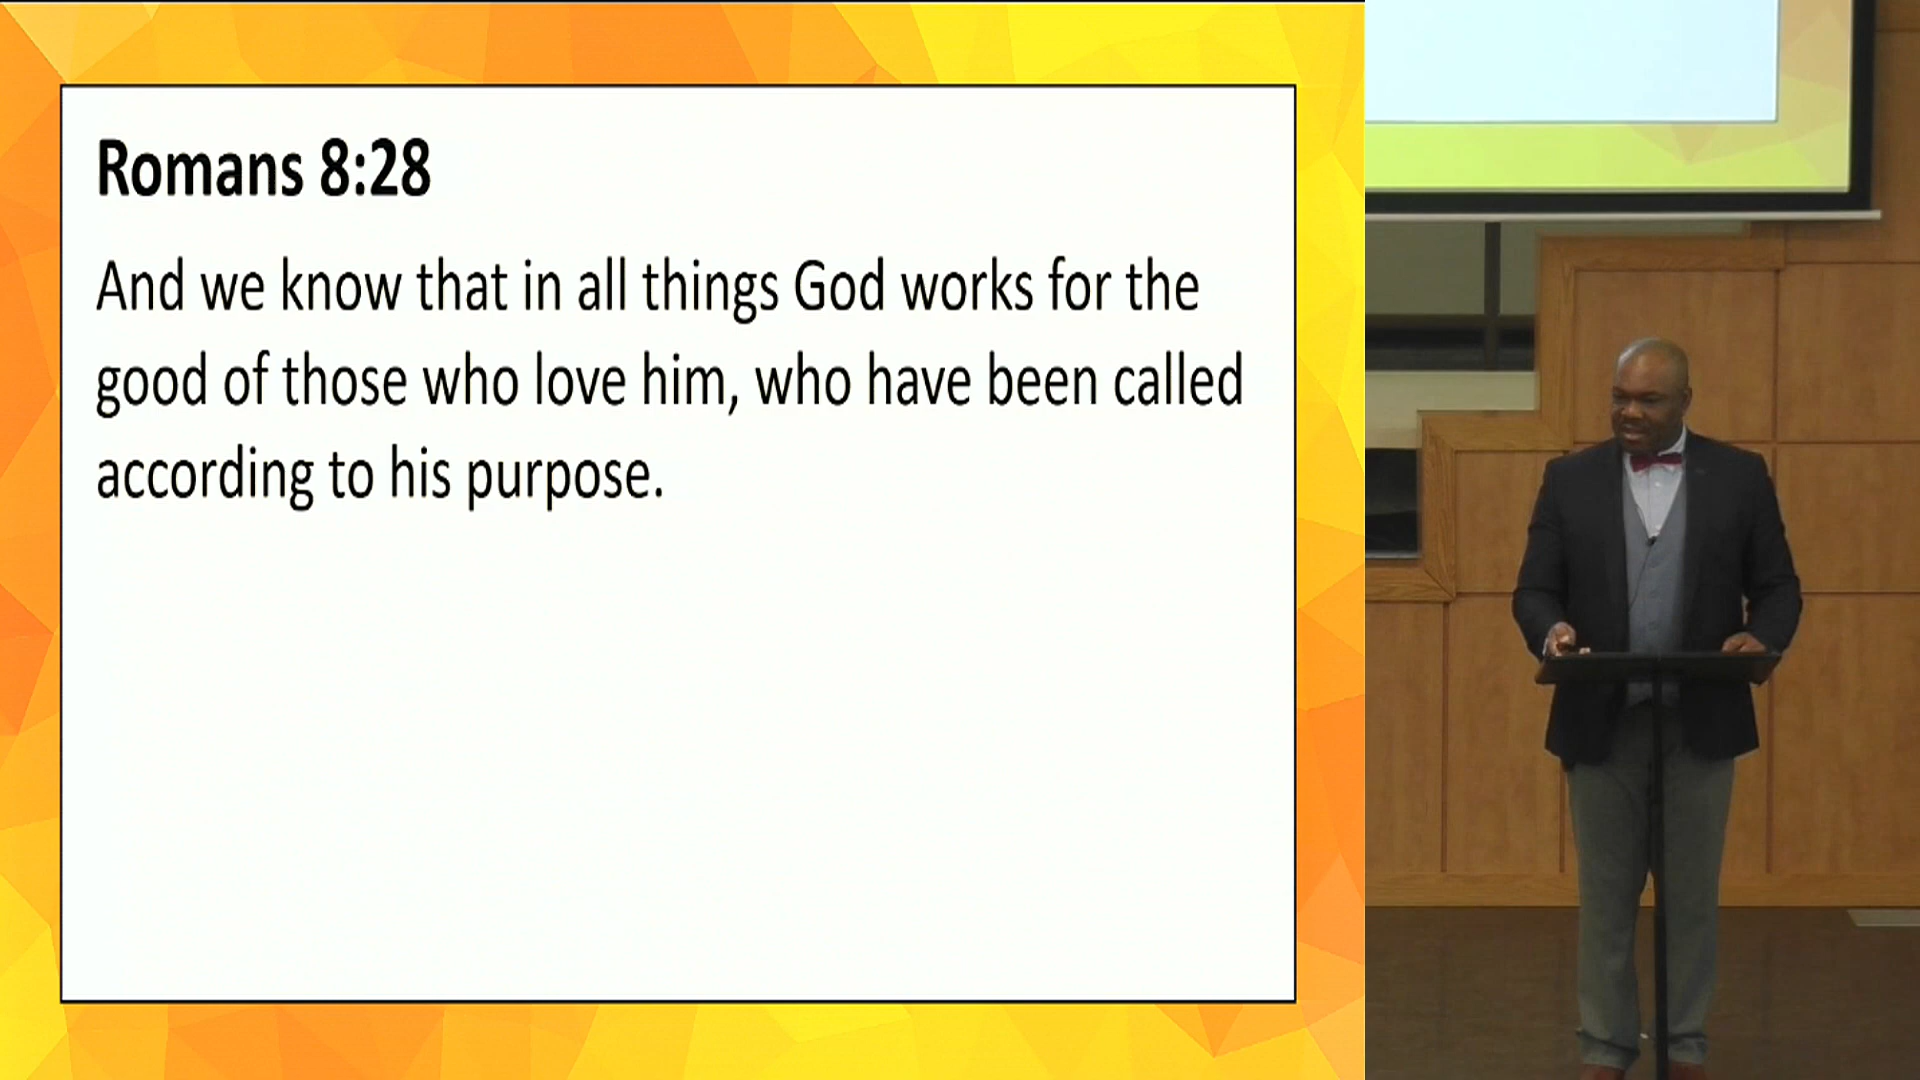 Romans 8:28
And we know that in all things God works for the
good of those who love him, who have been called
according to his purpose.